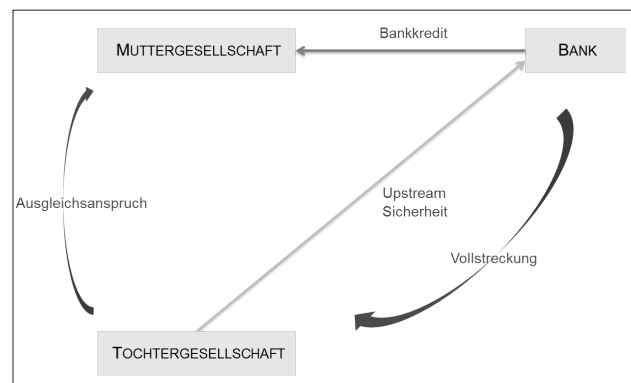 Bankkredit
MUTTERGESELLSCHAFT
BANK
Ausgleichsanspruch
Upstream
Sicherheit
Vollstreckung
TOCHTERGESELLSCHAFT